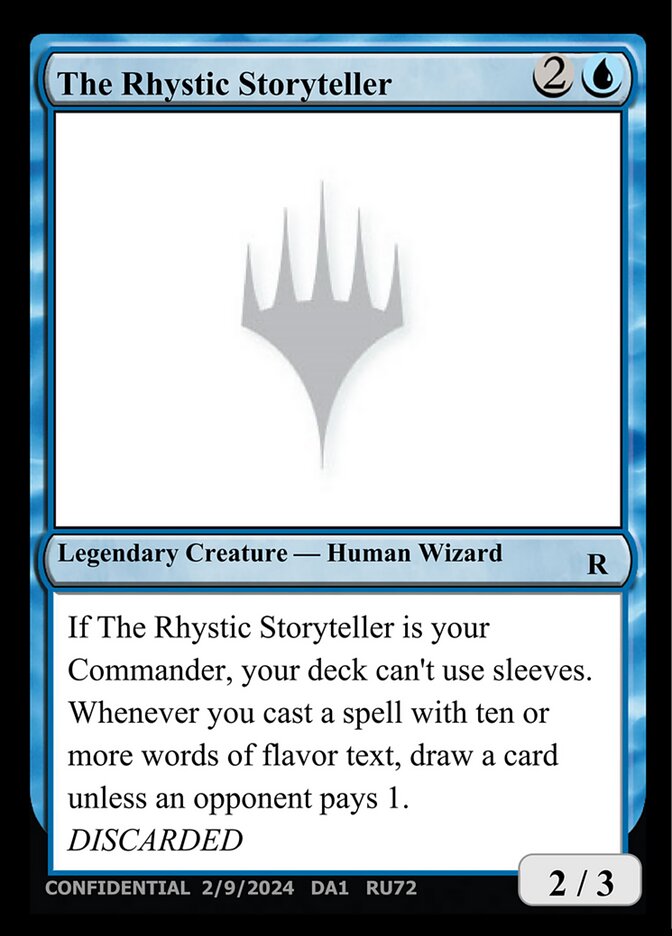 The Rhystic Storyteller 2
Legendary Creature — Human Wizard
R
If The Rhystic Storyteller is your
Commander, your deck can't use sleeves.
Whenever you cast a spell with ten or
more words of flavor text, draw a card
unless an opponent pays 1.
DISCARDED
CONFIDENTIAL 2/9/2024 DA1 RU72
2 / 3